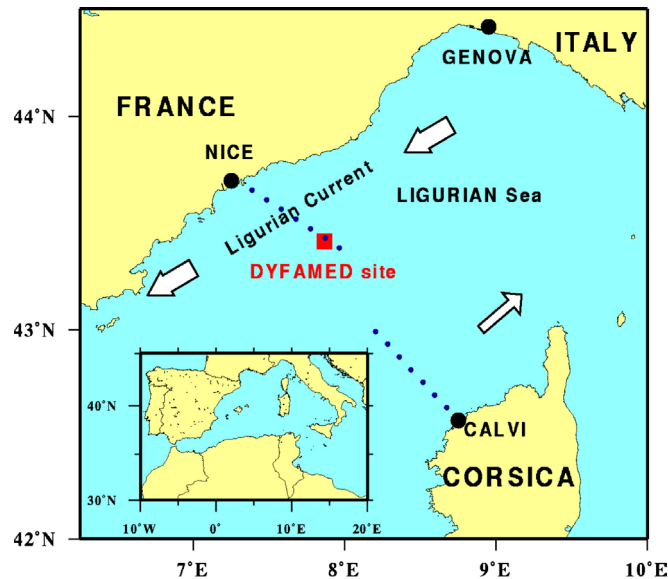 ITALY
GENOVA
FRANCE
44°N
NICE
Ligurian Current
LIGURIAN Sea
DYFAMED site
43°N
40°N
CALVI
CORSICA
30°N
10°W 0° 10°E 20°E
42°N
7°E 8°E 9°E 10°E